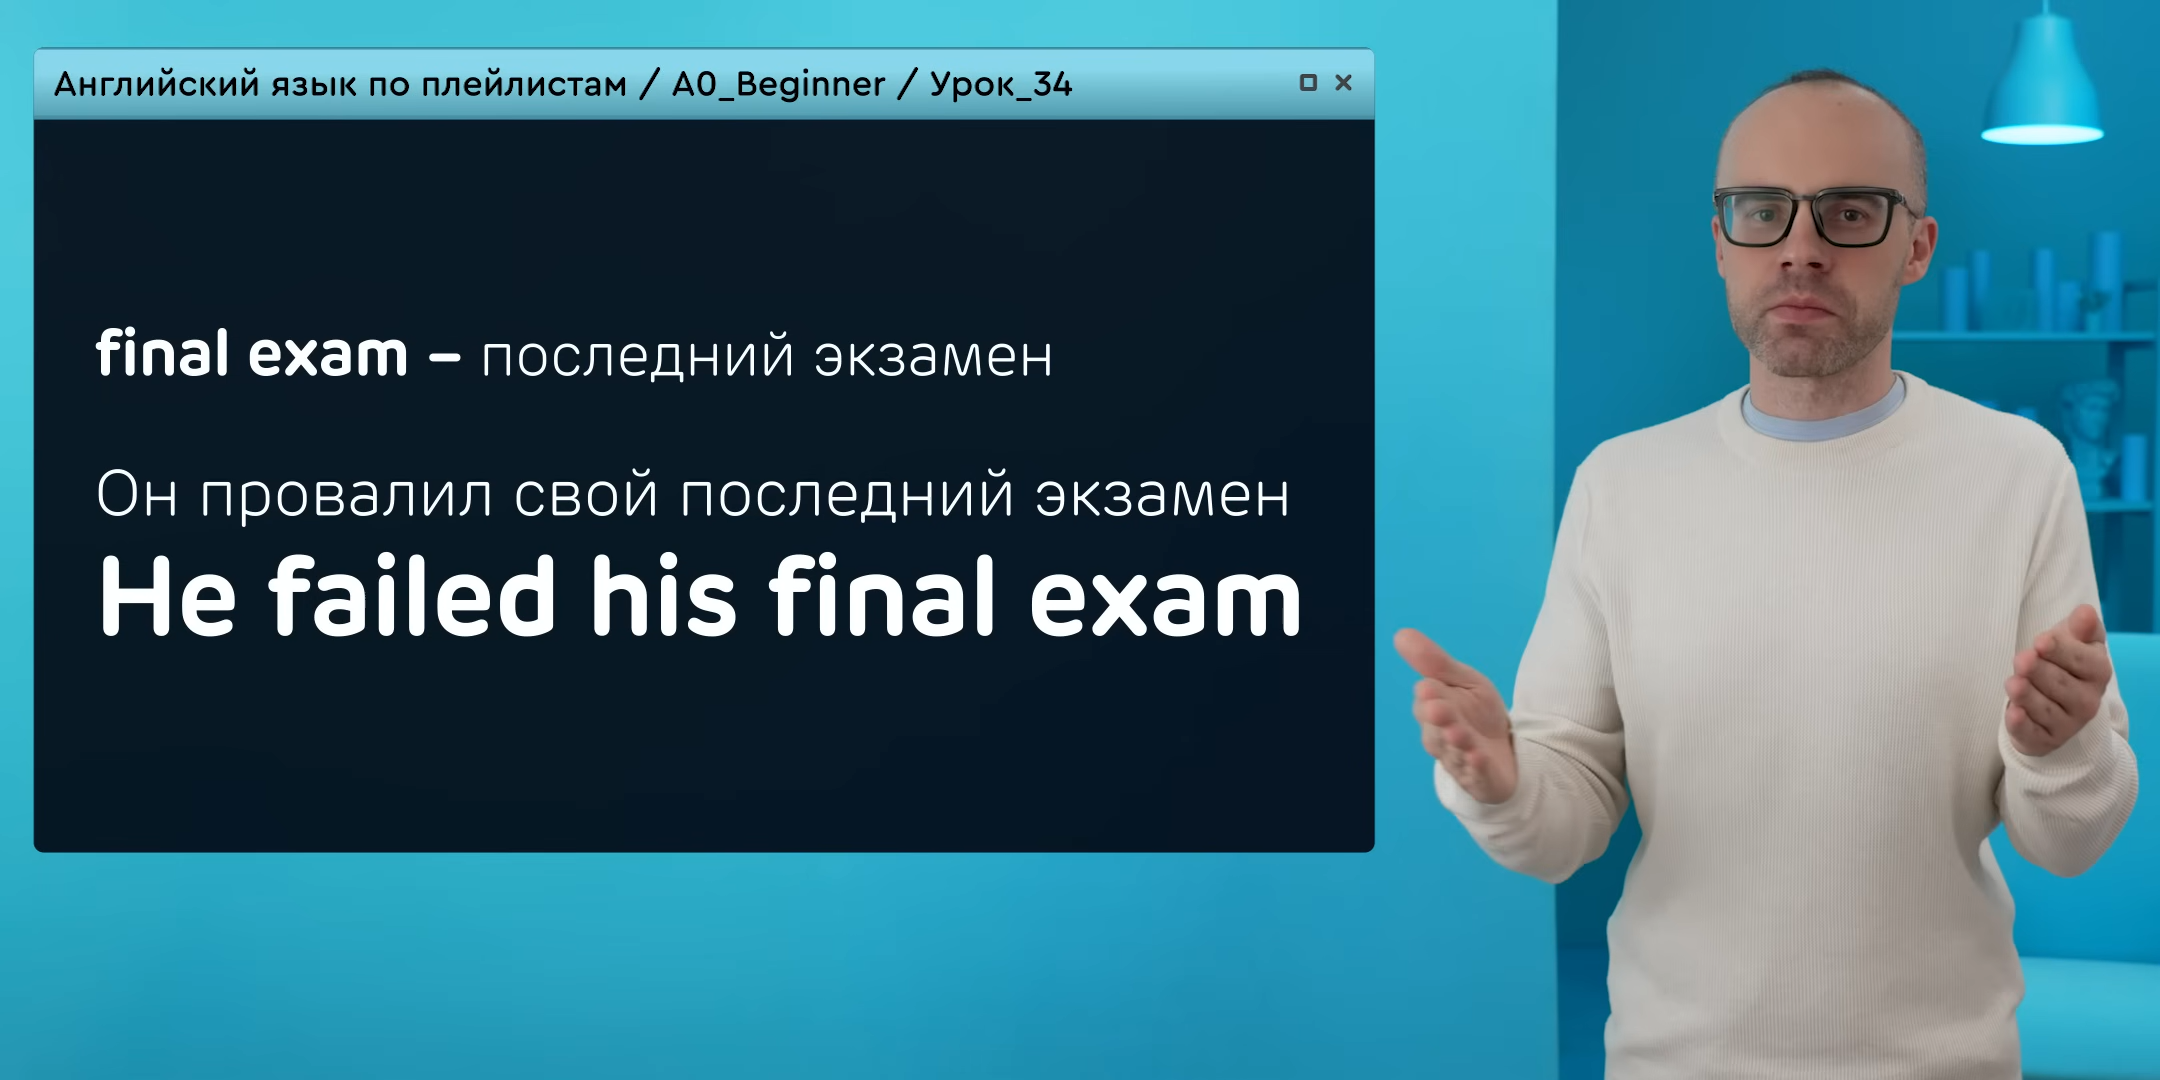 Английский язык по плейлистам / A0_Beginner / Урок_34
final exam – последний экзамен
Он провалил свой последний экзамен
He failed his final exam